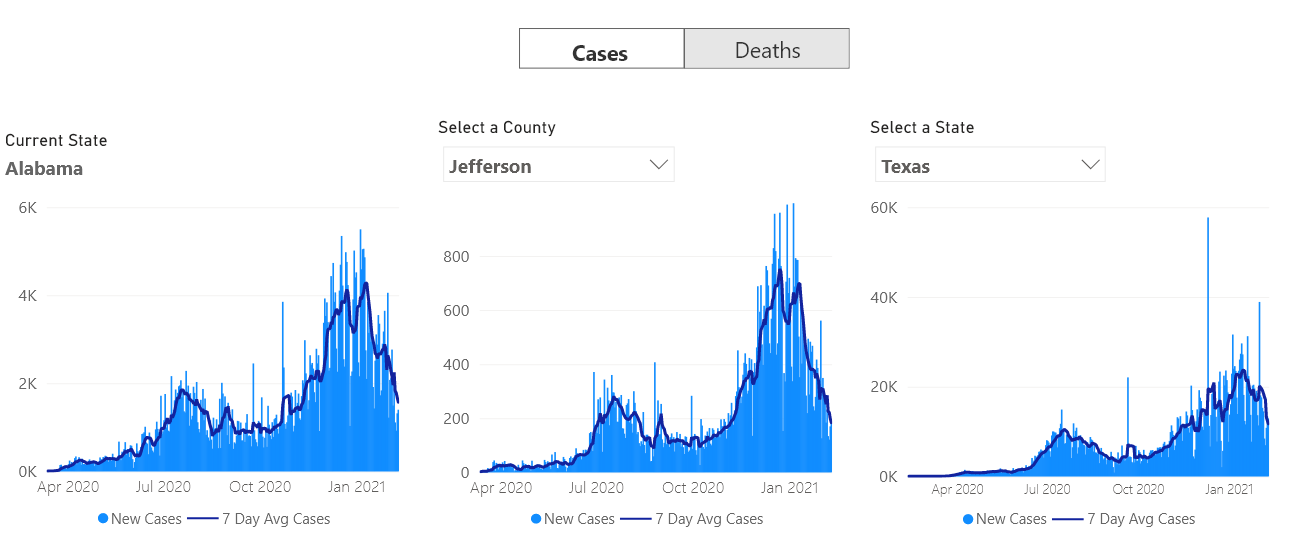 Cases
Deaths
Current State
Alabama
6K
4K
2K
0K
Apr 2020
Jul 2020
Oct 2020
Jan 2021
New Cases
7 Day Avg Cases
Select a County
Jefferson
800
600
400
200
0
Apr 2020
Jul 2020
Oct 2020
Jan 2021
New Cases
7 Day Avg Cases
Select a State
Texas
60K
40K
20K
0K
Apr 2020
Jul 2020
Oct 2020
Jan 2021
New Cases
7 Day Avg Cases